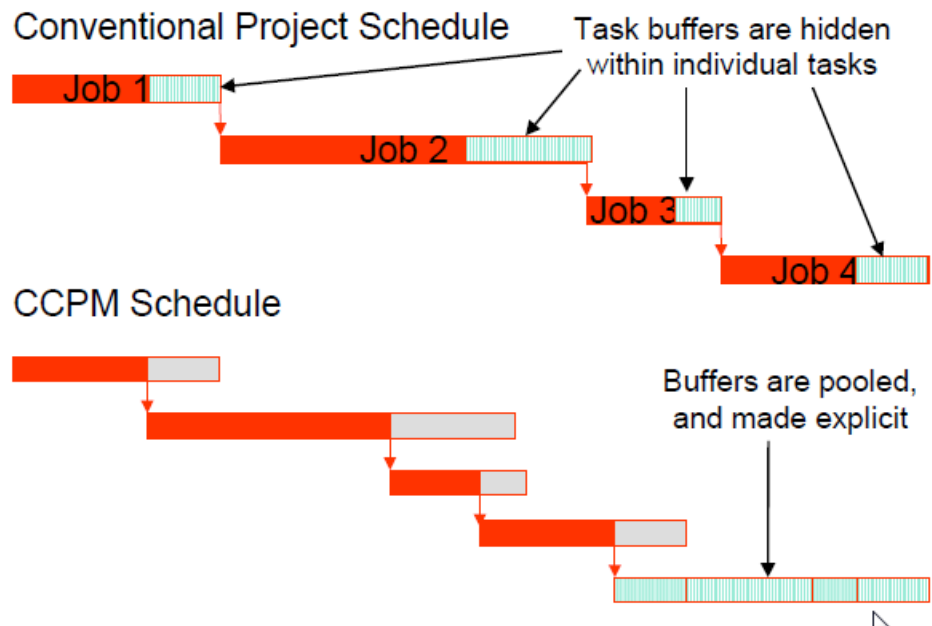 Conventional Project Schedule
Task buffers are hidden
within individual tasks
Job 1
Job 2
Job 3
Job 4
CCPM Schedule
Buffers are pooled,
and made explicit